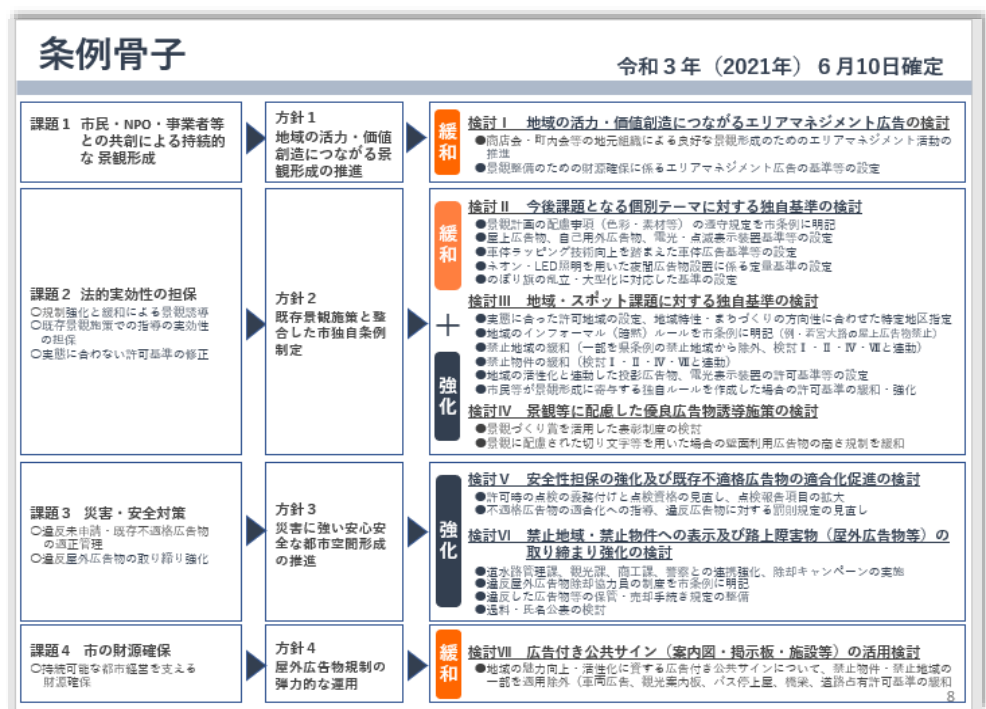 条例骨子
令和３年（2021年）６月10日確定
課題１ 市民・NPO・事業者等
との共創による持続的
な 景観形成
方針１
地域の活力・価値
創造につながる景
観形成の推進
緩和
検討Ⅰ　地域の活力・価値創造につながるエリアマネジメント広告の検討
●商店会・町内会等の地元組織による良好な景観形成のためのエリアマネジメント活動の
推進
●景観整備のための財源確保に係るエリアマネジメント広告の基準等の設定
課題２ 法的実効性の担保
○規制強化と緩和による景観誘導
○既存景観施策での指導の実効性
の担保
○実態に合わない許可基準の修正
方針２
既存景観施策と整
合した市独自条例
制定
緩和
＋
強化
検討Ⅱ　今後課題となる個別テーマに対する独自基準の検討
●景観計画の配慮事項（色彩・素材等）の遵守規定を市条例に明記
●屋上広告物、自己用外広告物、電光・点滅表示装置基準等の設定
●車体ラッピング技術向上を踏まえた車体広告基準等の設定
●ネオン・LED照明を用いた夜間広告物設置に係る定量基準の設定
●のぼり旗の乱立・大型化に対応した基準の設定
検討Ⅲ　地域・スポット課題に対する独自基準の検討
●実態に合った許可地域の設定、地域特性・まちづくりの方向性に合わせた特定地区指定
●地域のインフォーマル（暗黙）ルールを市条例に明記（例・若宮大路の屋上広告物禁止）
●禁止地域の緩和（一部を県条例の禁止地域から除外、検討Ⅰ・Ⅱ・Ⅳ・Ⅶと連動）
●禁止物件の緩和（検討Ⅰ・Ⅱ・Ⅳ・Ⅶと連動）
●地域の活性化と連動した投影広告物、電光表示装置の許可基準等の設定
●市民等が景観形成に寄与する独自ルールを作成した場合の許可基準の緩和・強化
検討Ⅳ　景観等に配慮した優良広告物誘導施策の検討
●景観づくり賞を活用した表彰制度の検討
●景観に配慮された切り文字等を用いた場合の壁面利用広告物の高さ規制を緩和
課題３ 災害・安全対策
○違反未申請・既存不適格広告物
の適正管理
○違反屋外広告物の取り締り強化
方針３
災害に強い安心安
全な都市空間形成
の推進
強化
検討Ⅴ　安全性担保の強化及び既存不適格広告物の適合化促進の検討
●許可時の点検の義務付けと点検資格の見直し、点検報告項目の拡大
●不適格広告物の適合化への指導、違反広告物に対する罰則規定の見直し
検討Ⅵ　禁止地域・禁止物件への表示及び路上障害物（屋外広告物等）の
取り締まり強化の検討
●道水路管理課、観光課、商工課、警察との連携強化、除却キャンペーンの実施
●違反屋外広告物除却協力員の制度を市条例に明記
●違反した広告物等の保管・売却手続き規定の整備
●過料・氏名公表の検討
課題４ 市の財源確保
○持続可能な都市経営を支える
財源確保
方針４
屋外広告物規制の
弾力的な運用
緩和
検討Ⅶ　広告付き公共サイン（案内図・掲示板・施設等）の活用検討
●地域の魅力向上・活性化に資する広告付き公共サインについて、禁止物件・禁止地域の
一部を適用除外（車両広告、観光案内板、バス停上屋、橋梁、道路占有許可基準の緩和
8